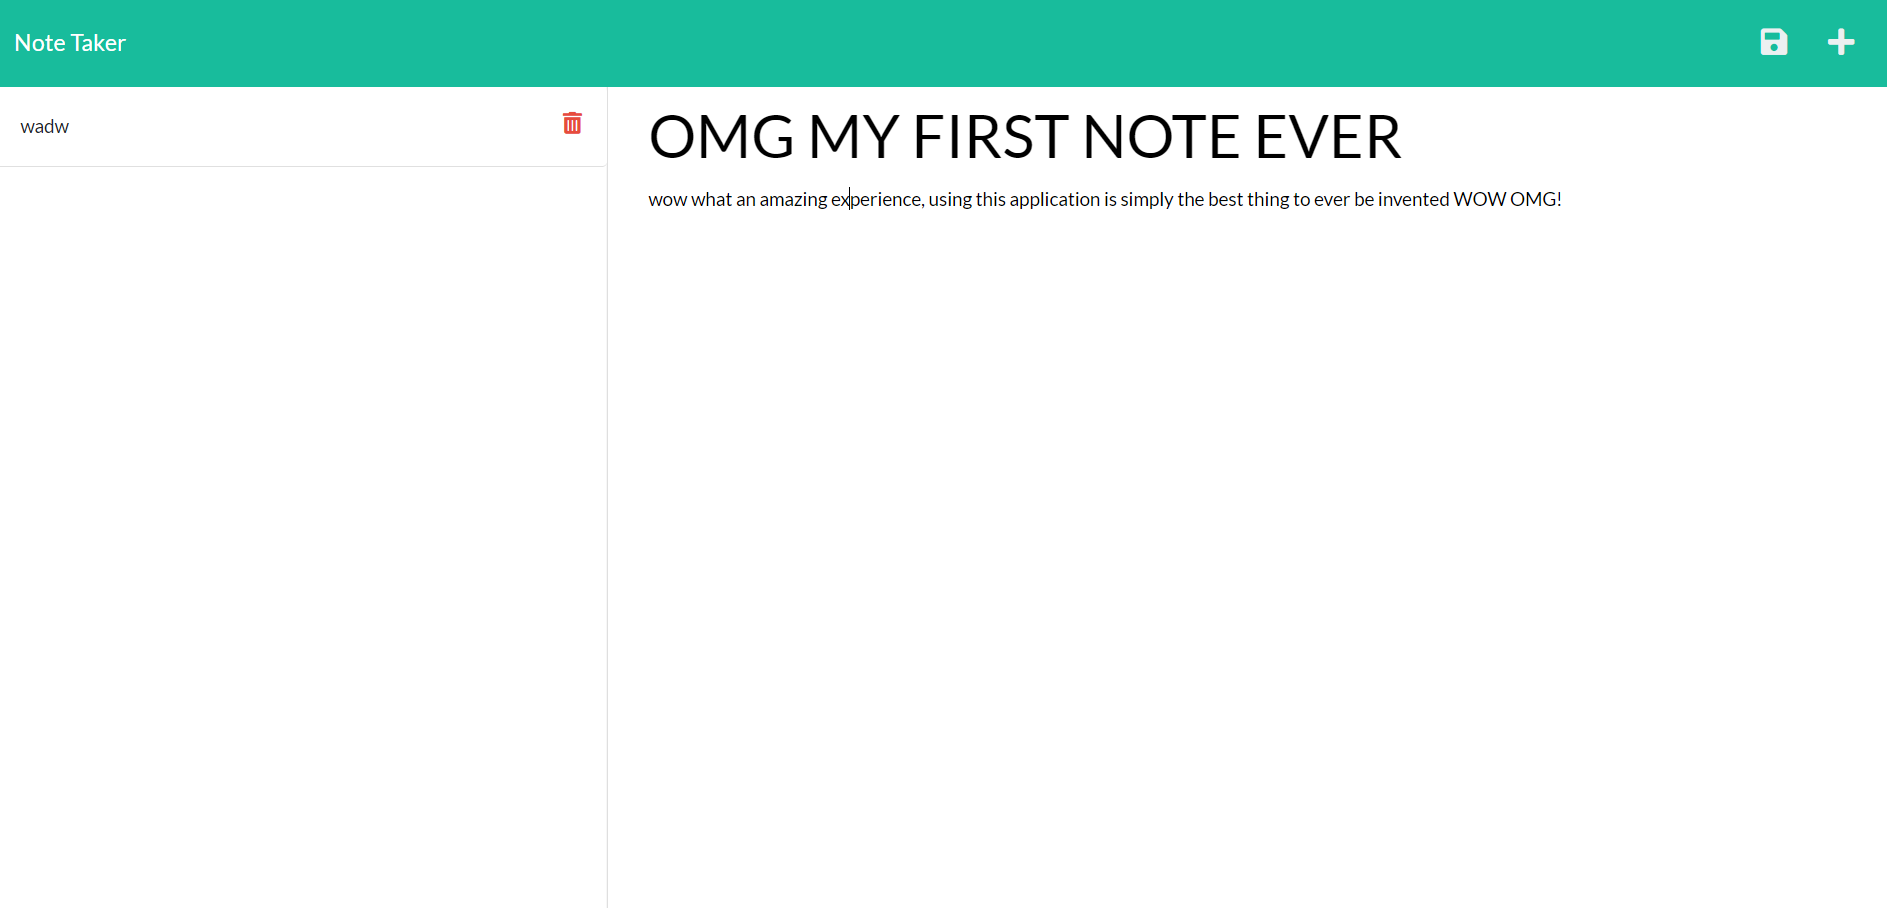 Note Taker
wadw
OMG MY FIRST NOTE EVER
wow what an amazing experience, using this application is simply the best thing to ever be invented WOW OMG!